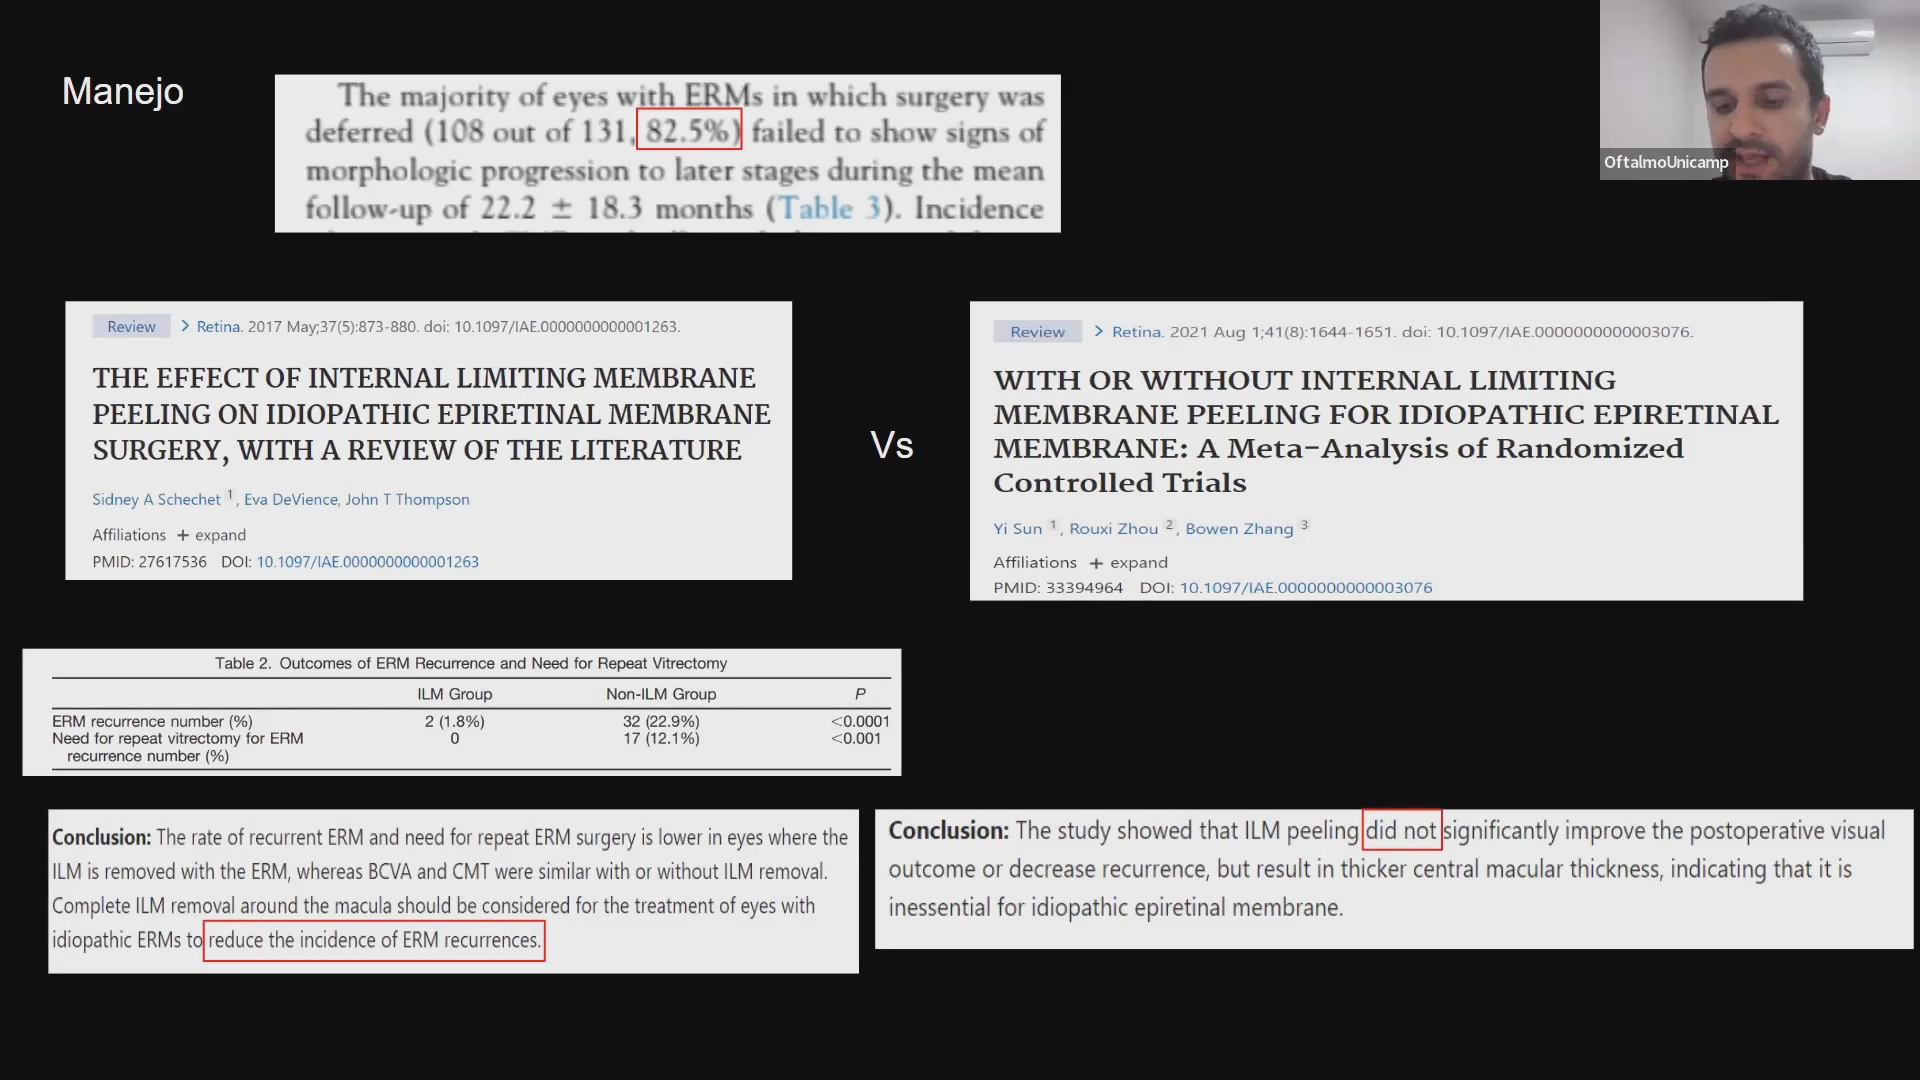 Manejo
The majority of eyes with ERMs in which surgery was
deferred (108 out of 131, 82.5%) failed to show signs of
morphologic progression to later stages during the mean
follow-up of 22.2 ± 18.3 months (Table 3). Incidence
OftalmoUnicamp
Review > Retina. 2017 May;37(5):873-880. doi: 10.1097/IAE.0000000000001263.
THE EFFECT OF INTERNAL LIMITING MEMBRANE
PEELING ON IDIOPATHIC EPIRETINAL MEMBRANE
SURGERY, WITH A REVIEW OF THE LITERATURE
Sidney A Schechet 1, Eva DeVience, John T Thompson
Affiliations + expand
PMID: 27617536 DOI: 10.1097/IAE.0000000000001263
Vs
Review > Retina. 2021 Aug 1;41(8):1644-1651. doi: 10.1097/IAE.0000000000003076.
WITH OR WITHOUT INTERNAL LIMITING
MEMBRANE PEELING FOR IDIOPATHIC EPIRETINAL
MEMBRANE: A Meta-Analysis of Randomized
Controlled Trials
Yi Sun 1, Rouxi Zhou 2, Bowen Zhang 3
Affiliations + expand
PMID: 33394964 DOI: 10.1097/IAE.0000000000003076
Table 2. Outcomes of ERM Recurrence and Need for Repeat Vitrectomy
ILM Group Non-ILM Group P
ERM recurrence number (%) 2 (1.8%) 32 (22.9%) <0.0001
Need for repeat vitrectomy for ERM 0 17 (12.1%) <0.001
recurrence number (%)
Conclusion: The rate of recurrent ERM and need for repeat ERM surgery is lower in eyes where the
ILM is removed with the ERM, whereas BCVA and CMT were similar with or without ILM removal.
Complete ILM removal around the macula should be considered for the treatment of eyes with
idiopathic ERMs to reduce the incidence of ERM recurrences.
Conclusion: The study showed that ILM peeling did not significantly improve the postoperative visual
outcome or decrease recurrence, but result in thicker central macular thickness, indicating that it is
inessential for idiopathic epiretinal membrane.